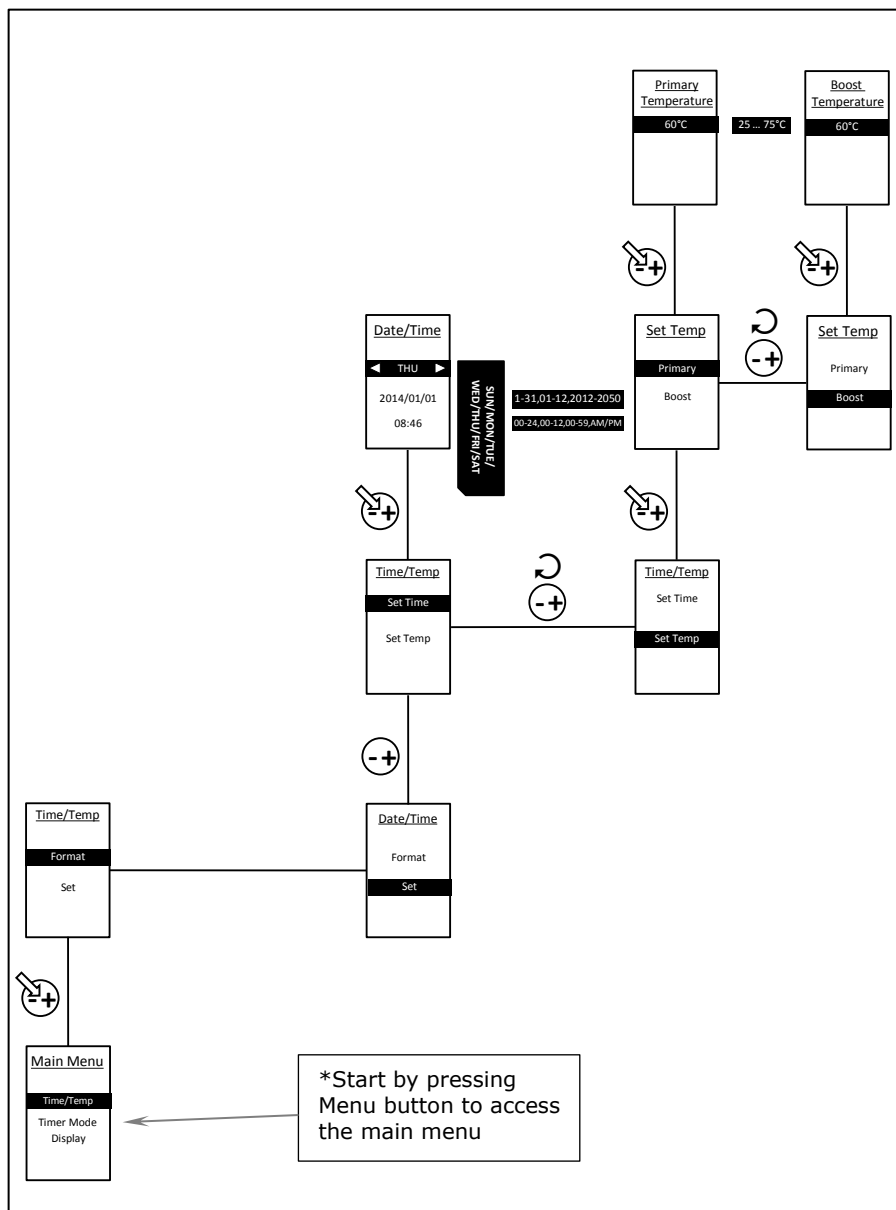 Primary
Temperature
60°C
25 ... 75°C
Boost
Temperature
60°C
- +
- +
Date/Time
◄ THU ►
2014/01/01
08:46
SUN/MON/TUE/
WED/THU/FRI/SAT
1-31,01-12,2012-2050
00-24,00-12,00-59,AM/PM
Set Temp
Primary
Boost
- +
Set Temp
Primary
Boost
- +
- +
Time/Temp
Set Time
Set Temp
- +
Time/Temp
Set Time
Set Temp
- +
Time/Temp
Format
Set
Date/Time
Format
Set
- +
Main Menu
Time/Temp
Timer Mode
Display
*Start by pressing
Menu button to access
the main menu